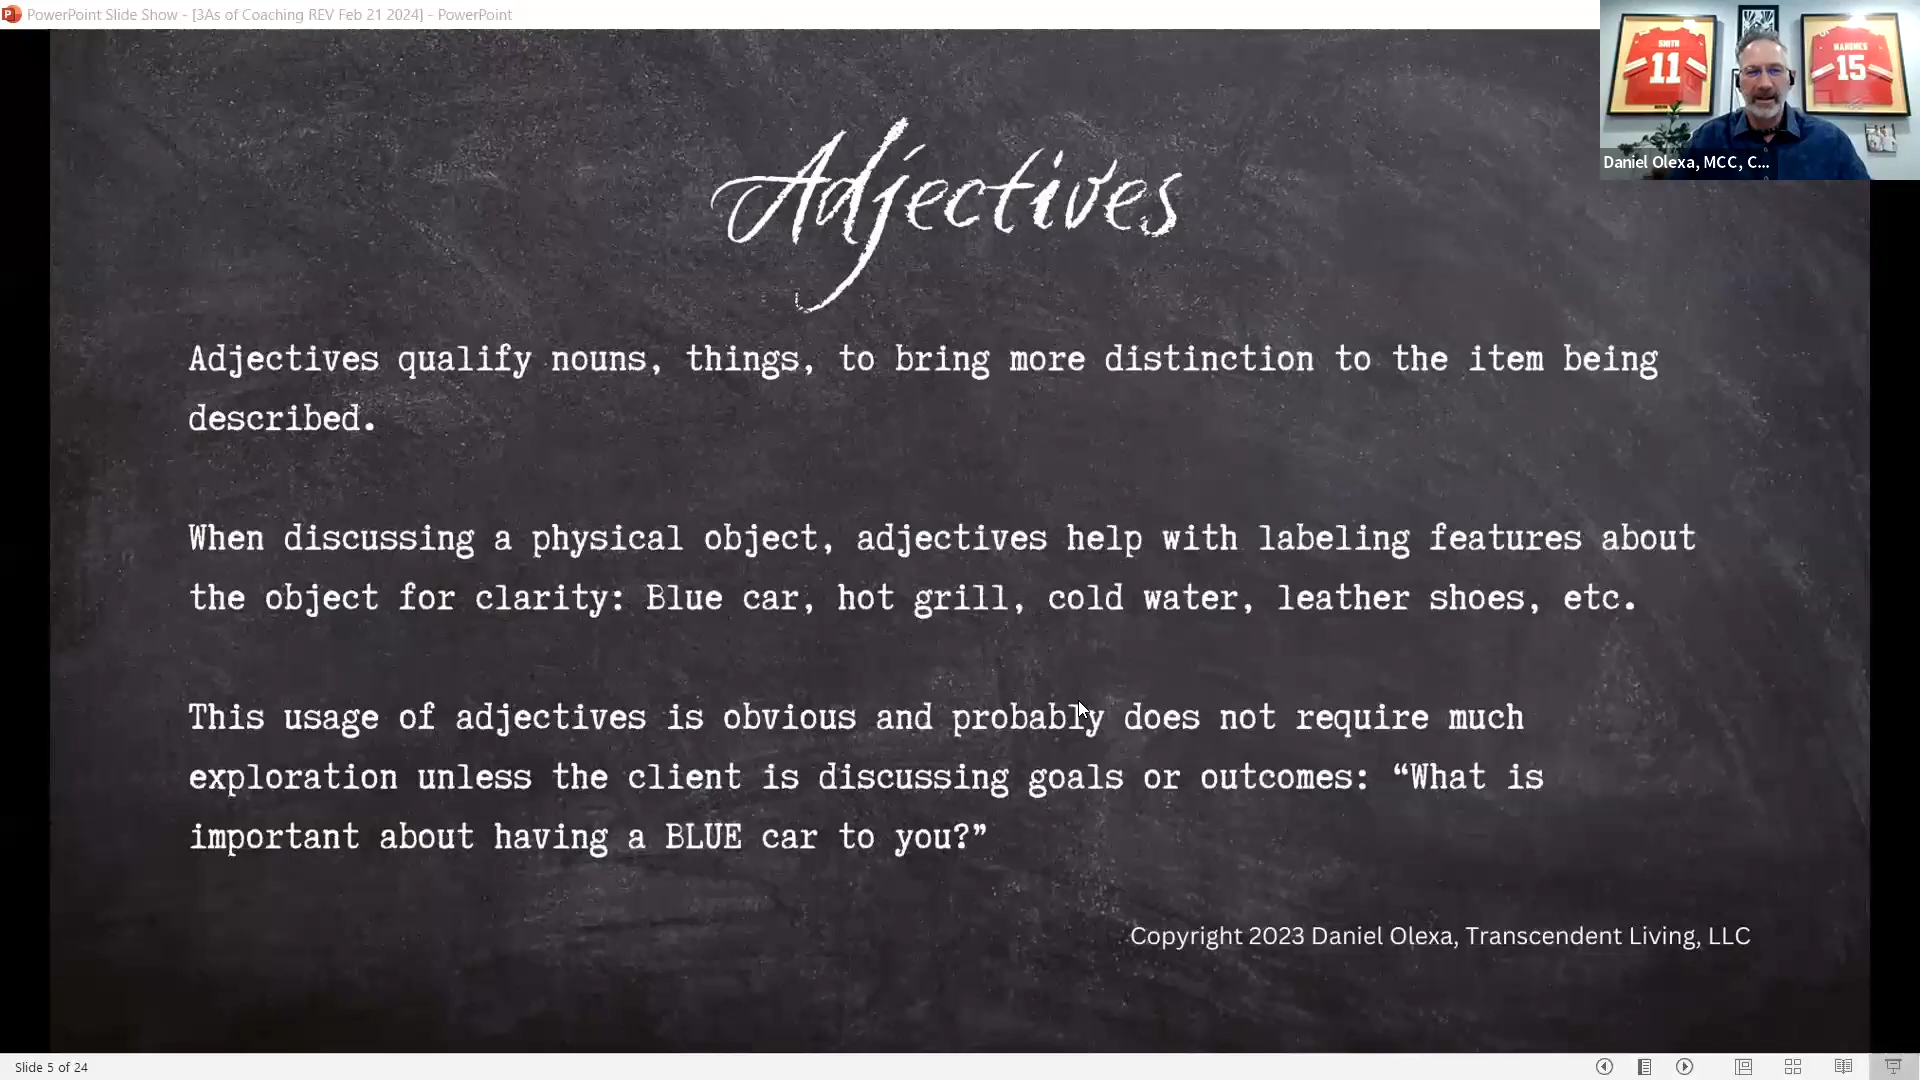 PowerPoint Slide Show - [3As of Coaching REV Feb 21 2024] - PowerPoint
SMITH
11
MAHOMES
15
Daniel Olexa, MCC, C...
Adjectives
Adjectives qualify nouns, things, to bring more distinction to the item being
described.
When discussing a physical object, adjectives help with labeling features about
the object for clarity: Blue car, hot grill, cold water, leather shoes, etc.
This usage of adjectives is obvious and probably does not require much
exploration unless the client is discussing goals or outcomes: “What is
important about having a BLUE car to you?”
Copyright 2023 Daniel Olexa, Transcendent Living, LLC
Slide 5 of 24